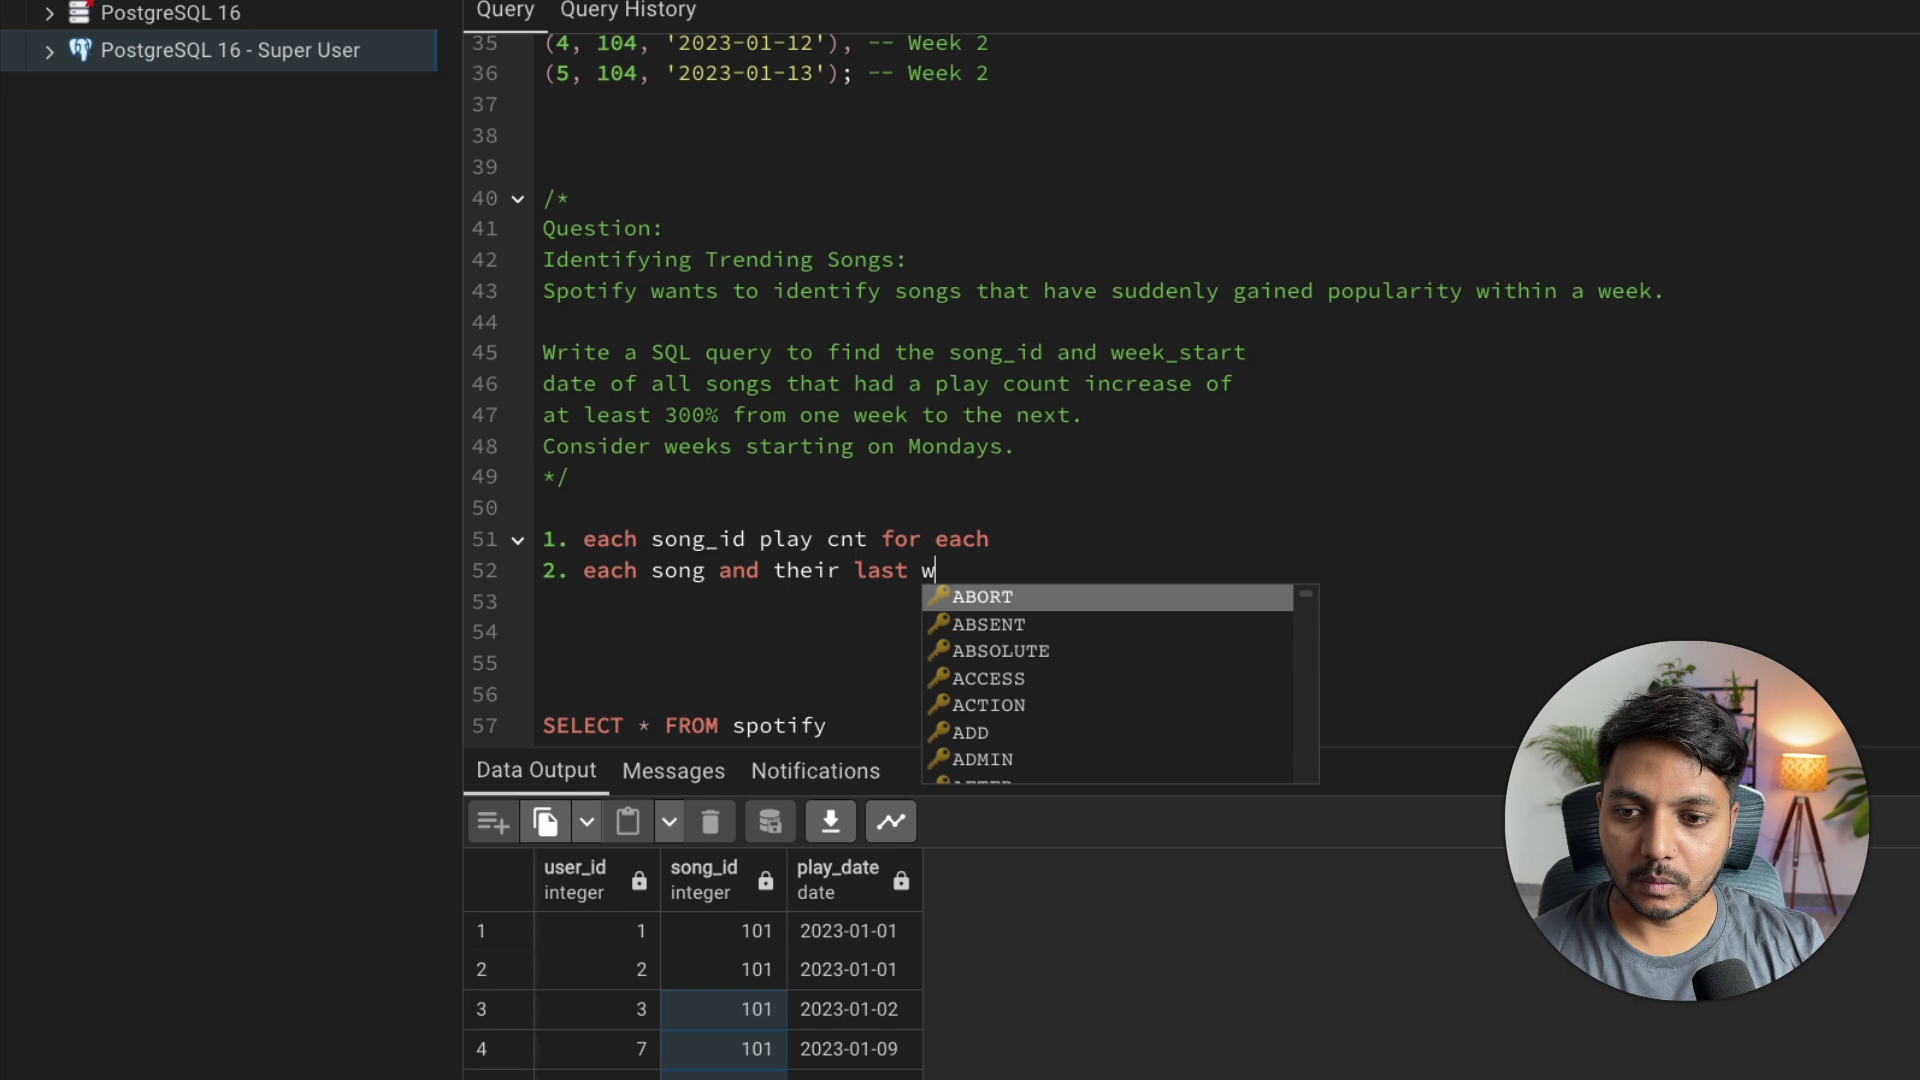 PostgreSQL 16
PostgreSQL 16 - Super User
Query
Query History
35 (4, 104, '2023-01-12'), -- Week 2
36 (5, 104, '2023-01-13'); -- Week 2
37
38
39
40 /*
41 Question:
42 Identifying Trending Songs:
43 Spotify wants to identify songs that have suddenly gained popularity within a week.
44
45 Write a SQL query to find the song_id and week_start
46 date of all songs that had a play count increase of
47 at least 300% from one week to the next.
48 Consider weeks starting on Mondays.
49 */
50
51 1. each song_id play cnt for each
52 2. each song and their last w
53
54
55
56
57 SELECT * FROM spotify
ABORT
ABSENT
ABSOLUTE
ACCESS
ACTION
ADD
ADMIN
Data Output Messages Notifications
user_id integer song_id integer play_date date
1 1 101 2023-01-01
2 2 101 2023-01-01
3 3 101 2023-01-02
4 7 101 2023-01-09